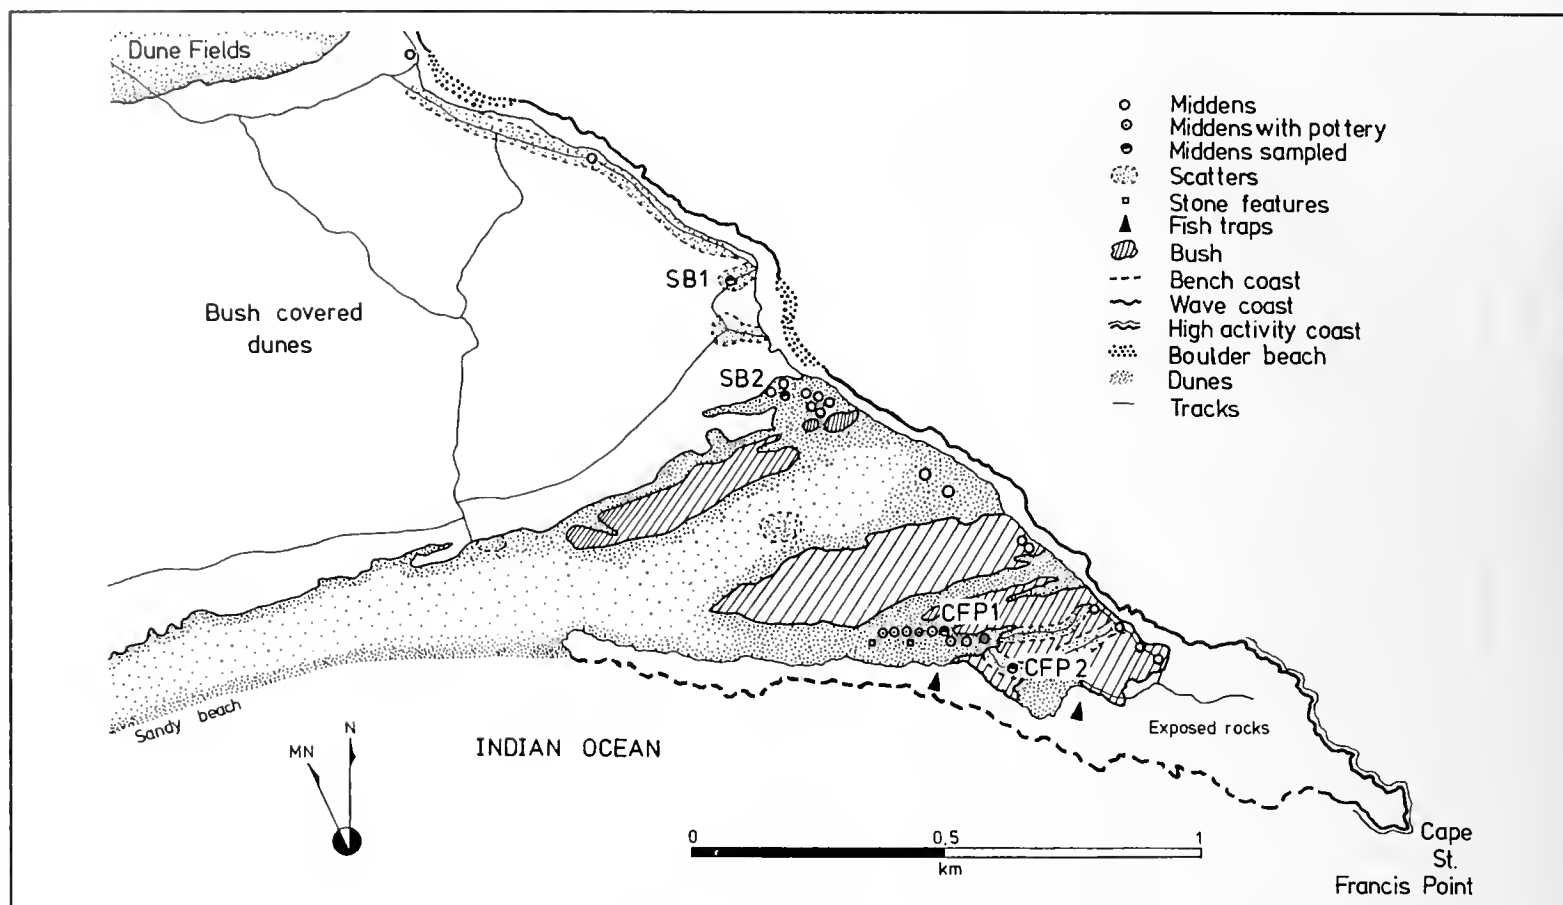 Dune Fields
Middens
Middens with pottery
Middens sampled
Scatters
Stone features
Fish traps
Bush
Bench coast
Wave coast
High activity coast
Boulder beach
Dunes
Tracks
SB1
Bush covered
dunes
SB2
CFP1
CFP2
Sandy beach
Exposed rocks
INDIAN OCEAN
MN
N
0
0.5
1
km
Cape
St.
Francis Point